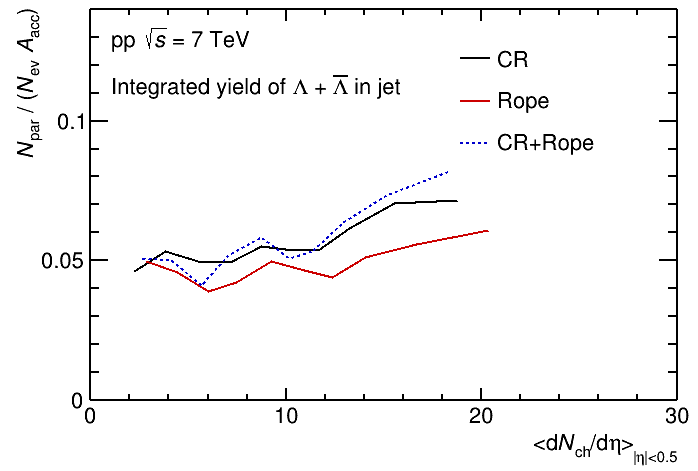 pp √s = 7 TeV
Integrated yield of Λ + Λ̅ in jet
CR
Rope
CR+Rope
N_par / (N_ev A_acc)
0.1
0.05
0
0 10 20 30
<dN_ch/dη>_|η|<0.5